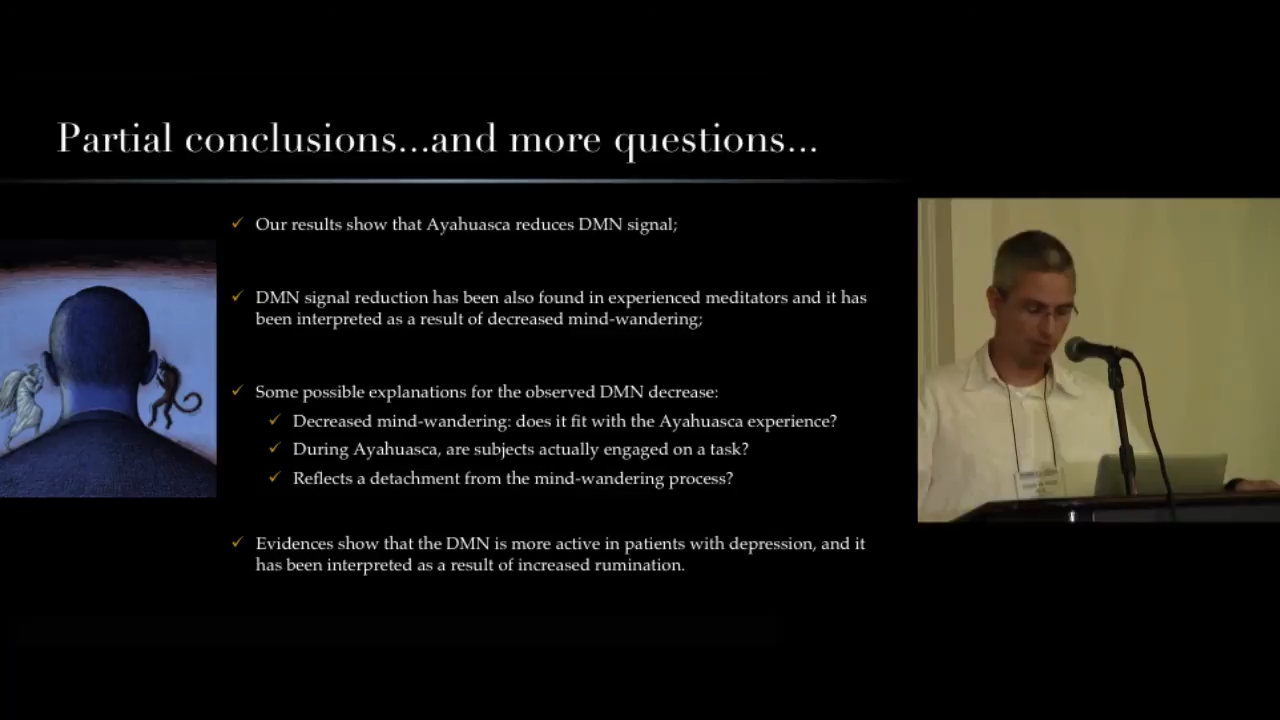 Partial conclusions...and more questions...
✓ Our results show that Ayahuasca reduces DMN signal;
✓ DMN signal reduction has been also found in experienced meditators and it has
been interpreted as a result of decreased mind-wandering;
✓ Some possible explanations for the observed DMN decrease:
✓ Decreased mind-wandering: does it fit with the Ayahuasca experience?
✓ During Ayahuasca, are subjects actually engaged on a task?
✓ Reflects a detachment from the mind-wandering process?
✓ Evidences show that the DMN is more active in patients with depression, and it
has been interpreted as a result of increased rumination.